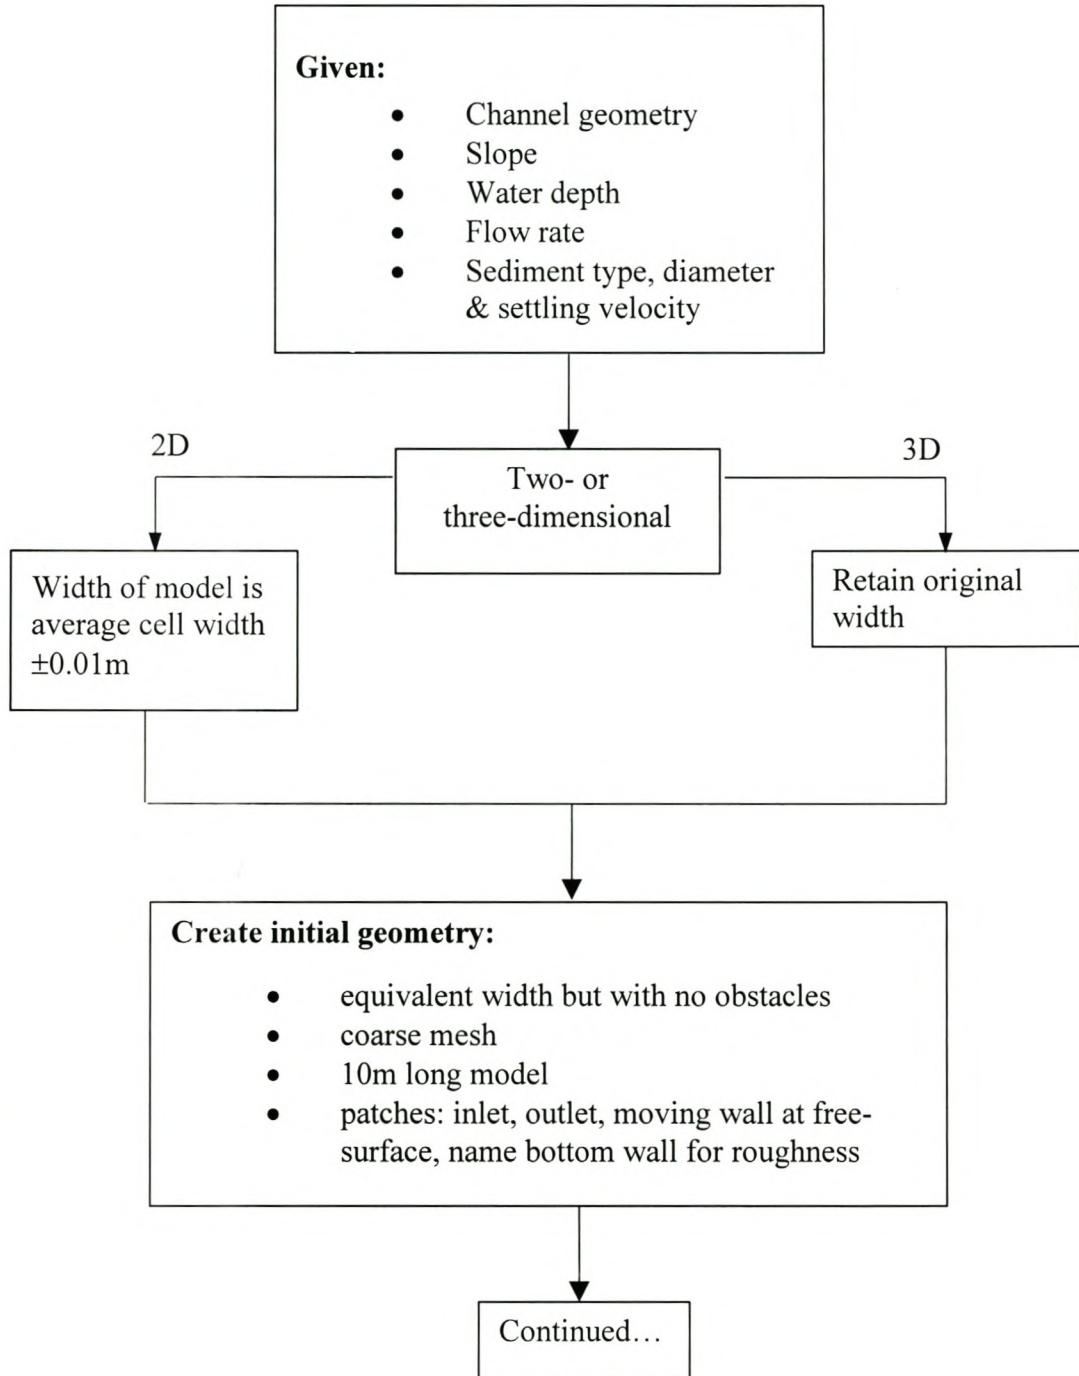 Given:
• Channel geometry
• Slope
• Water depth
• Flow rate
• Sediment type, diameter
& settling velocity
2D
3D
Two- or
three-dimensional
Width of model is
average cell width
±0.01m
Retain original
width
Create initial geometry:
• equivalent width but with no obstacles
• coarse mesh
• 10m long model
• patches: inlet, outlet, moving wall at free-
surface, name bottom wall for roughness
Continued…